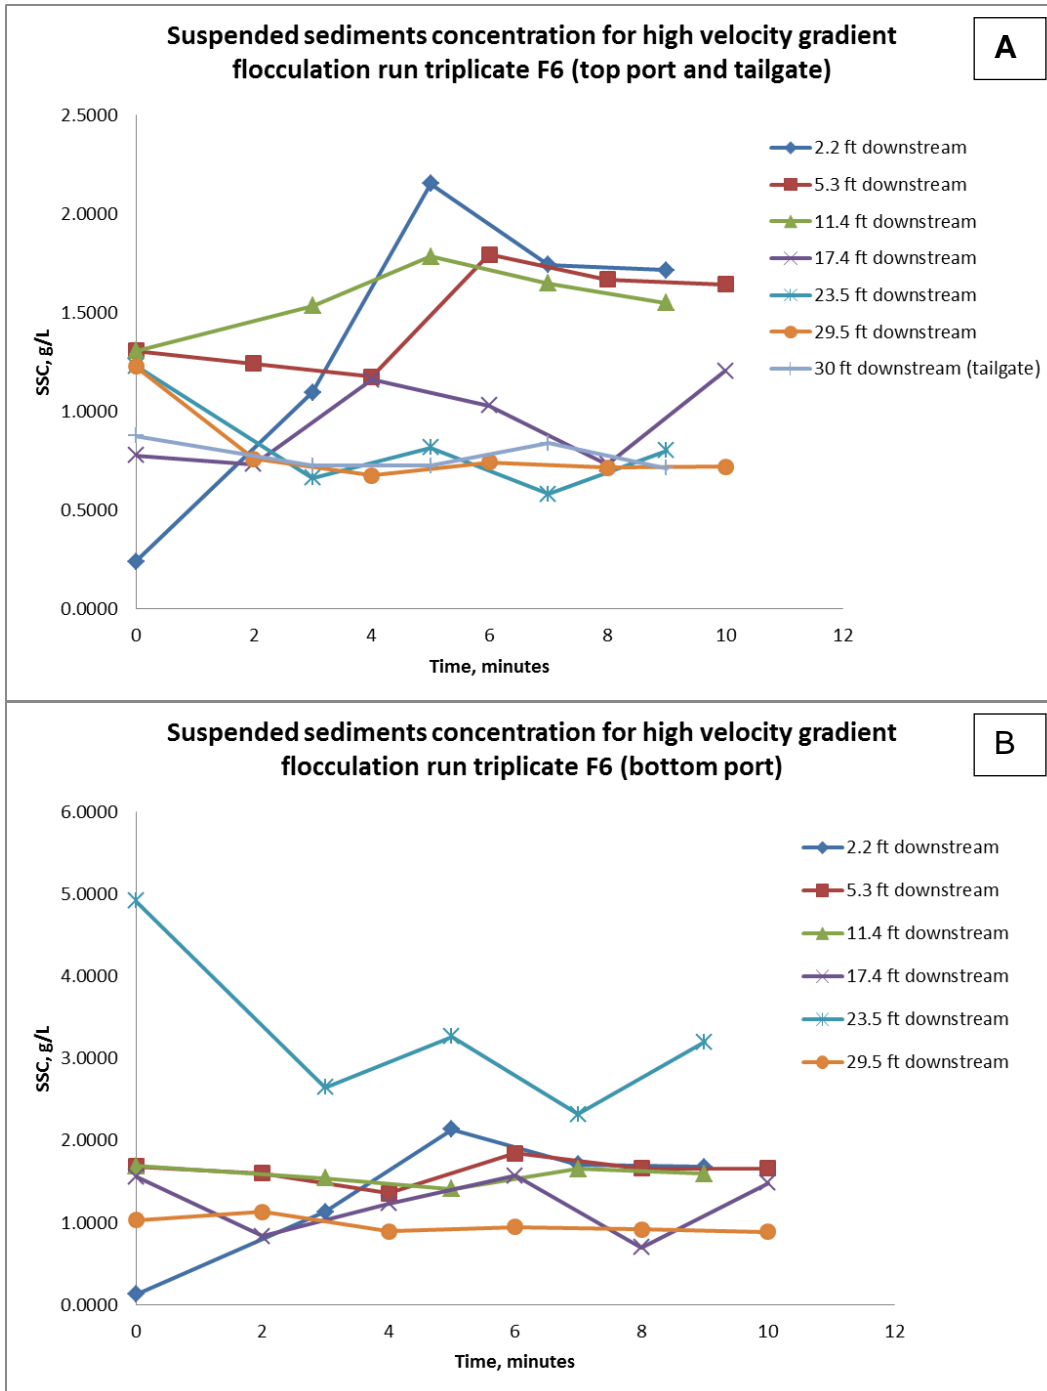 Suspended sediments concentration for high velocity gradient
flocculation run triplicate F6 (top port and tailgate)
A
2.5000
2.0000
1.5000
1.0000
0.5000
0.0000
SSC, g/L
0 2 4 6 8 10 12
Time, minutes
2.2 ft downstream
5.3 ft downstream
11.4 ft downstream
17.4 ft downstream
23.5 ft downstream
29.5 ft downstream
30 ft downstream (tailgate)
Suspended sediments concentration for high velocity gradient
flocculation run triplicate F6 (bottom port)
B
6.0000
5.0000
4.0000
3.0000
2.0000
1.0000
0.0000
SSC, g/L
0 2 4 6 8 10 12
Time, minutes
2.2 ft downstream
5.3 ft downstream
11.4 ft downstream
17.4 ft downstream
23.5 ft downstream
29.5 ft downstream